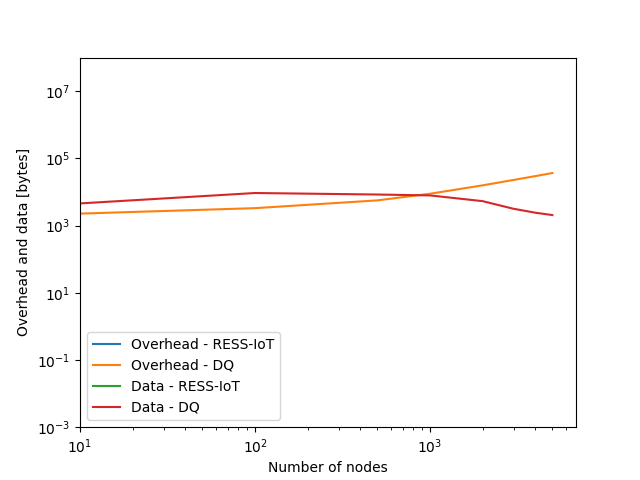 10^7
10^5
10^3
10^1
10^-1
10^-3
Overhead and data [bytes]
Overhead - RESS-IoT
Overhead - DQ
Data - RESS-IoT
Data - DQ
10^1 10^2 10^3
Number of nodes